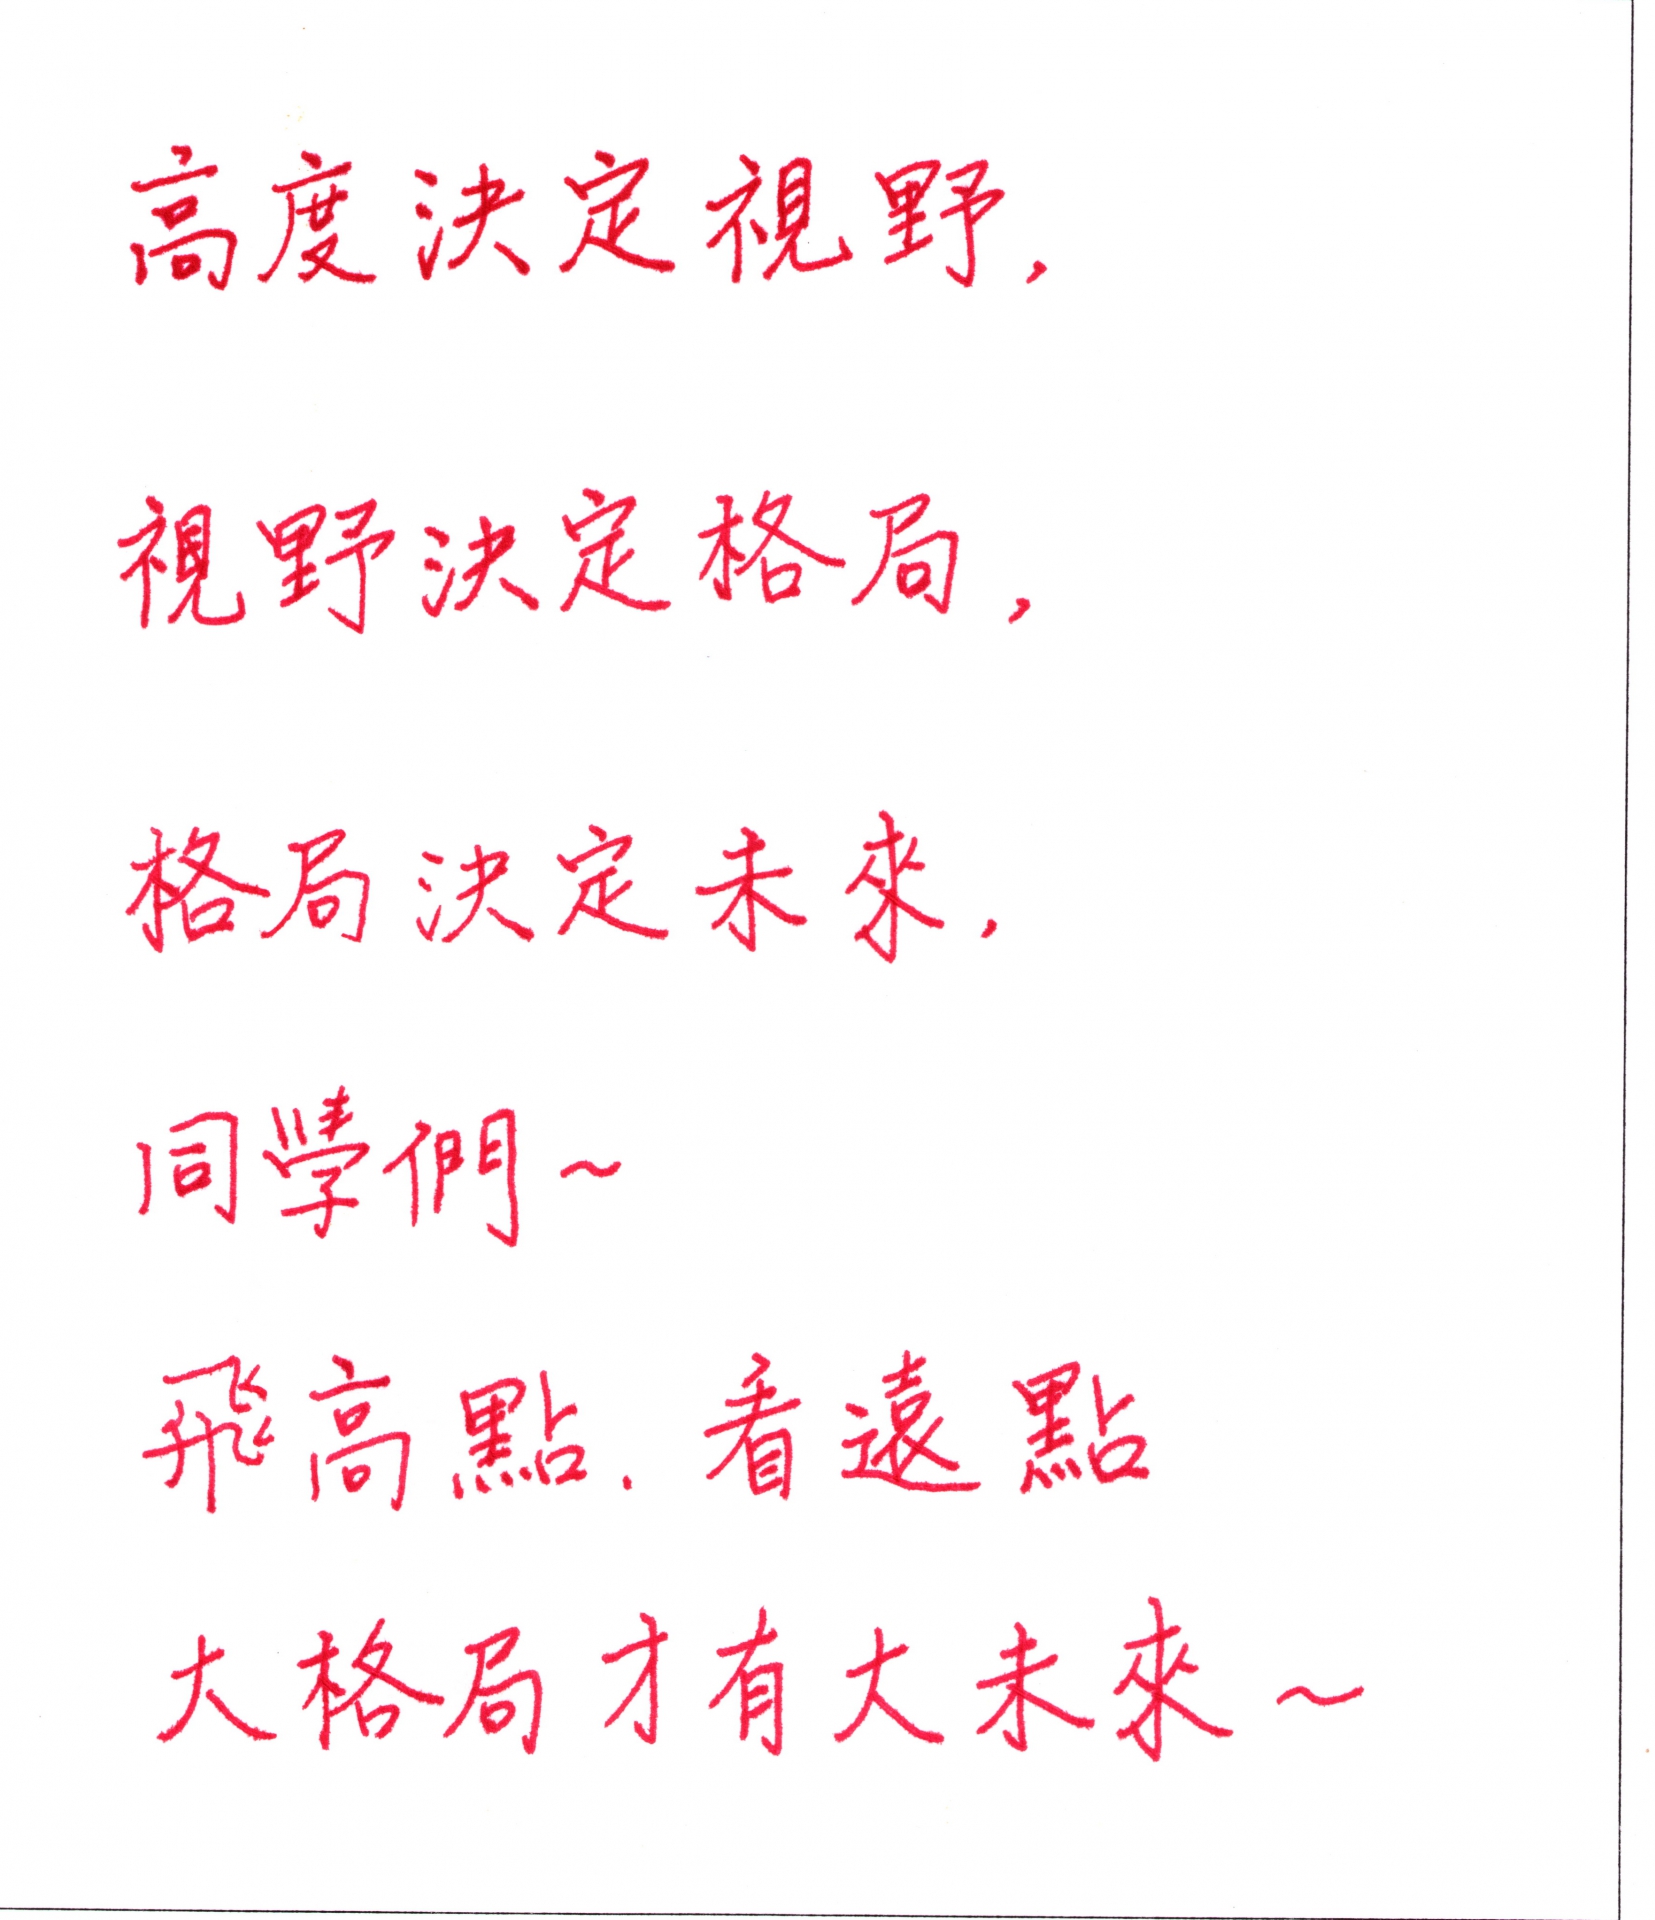 高度決定視野,
視野決定格局,
格局決定未來,
同學們~
飛高點.看遠點
大格局才有大未來~